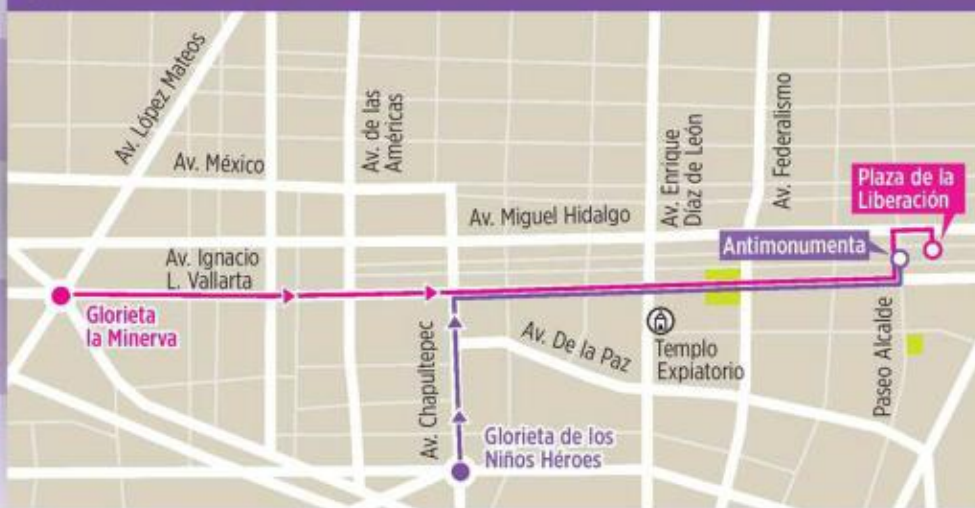 Av. López Mateos
Av. México
Av. de las
Américas
Av. Miguel Hidalgo
Av. Enrique
Díaz de León
Av. Federalismo
Plaza de la
Liberación
Antimonumenta
Av. Ignacio
L. Vallarta
Glorieta
la Minerva
Av. Chapultepec
Av. De la Paz
Templo
Expiatorio
Paseo Alcalde
Glorieta de los
Niños Héroes